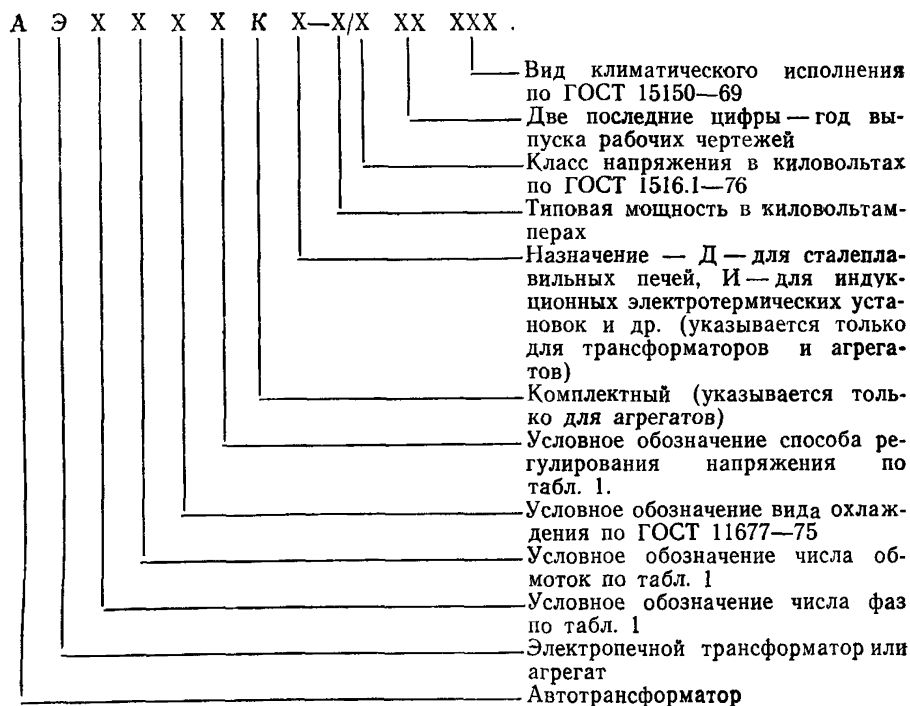 А Э Х Х Х Х К Х—Х/Х ХХ ХХХ .
Вид климатического исполнения
по ГОСТ 15150—69
Две последние цифры — год вы-
пуска рабочих чертежей
Класс напряжения в киловольтах
по ГОСТ 1516.1—76
Типовая мощность в киловольтам-
перах
Назначение — Д — для сталепла-
вильных печей, И — для индук-
ционных электротермических уста-
новок и др. (указывается только
для трансформаторов и агрега-
тов)
Комплектный (указывается толь-
ко для агрегатов)
Условное обозначение способа ре-
гулирования напряжения по
табл. 1.
Условное обозначение вида охлаж-
дения по ГОСТ 11677—75
Условное обозначение числа об-
моток по табл. 1
Условное обозначение числа фаз
по табл. 1
Электропечной трансформатор или
агрегат
Автотрансформатор